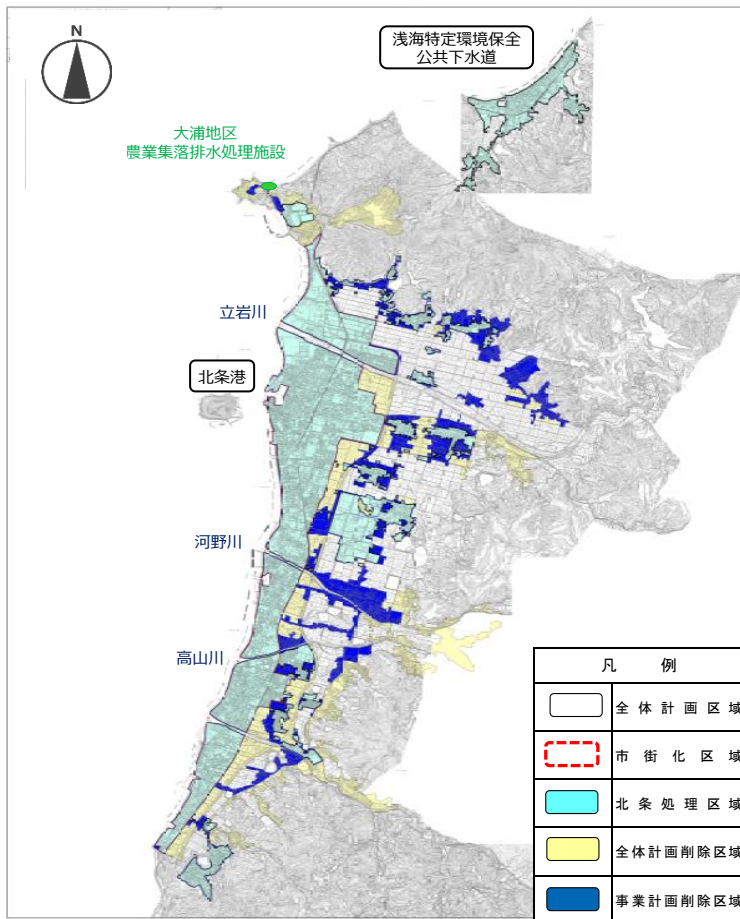 N
浅海特定環境保全
公共下水道
大浦地区
農業集落排水処理施設
立岩川
北条港
河野川
高山川
凡 例
全体計画区域
市街化区域
北条処理区域
全体計画削除区域
事業計画削除区域